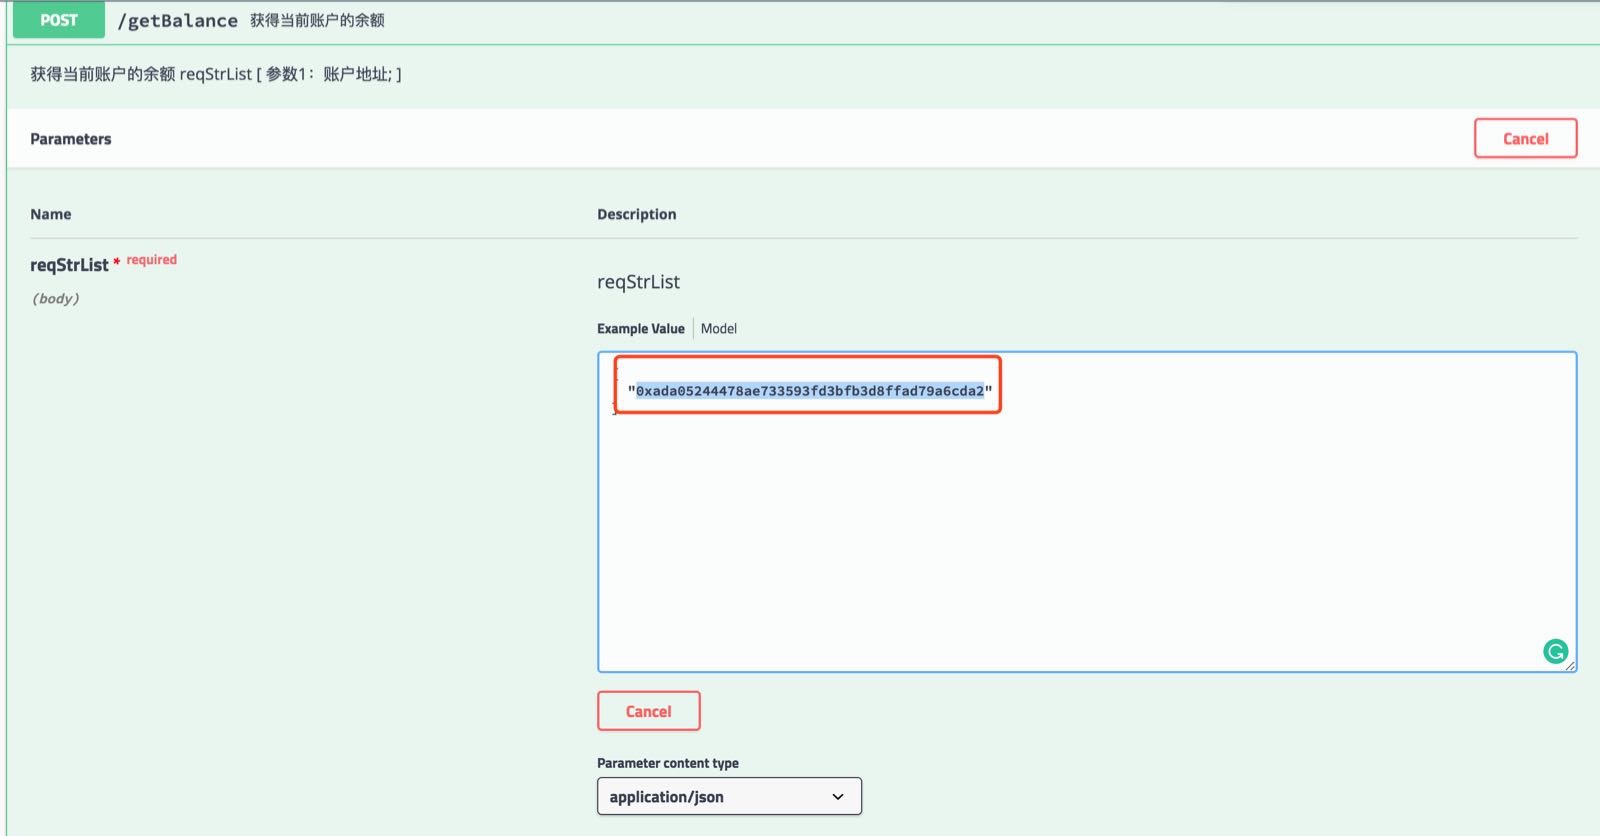 POST /getBalance 获得当前账户的余额
获得当前账户的余额 reqStrList [ 参数1：账户地址; ]
Parameters
Cancel
Name Description
reqStrList * required
(body)
reqStrList
Example Value Model
"0xada05244478ae733593fd3bfb3d8ffad79a6cda2"
]
Cancel
Parameter content type
application/json